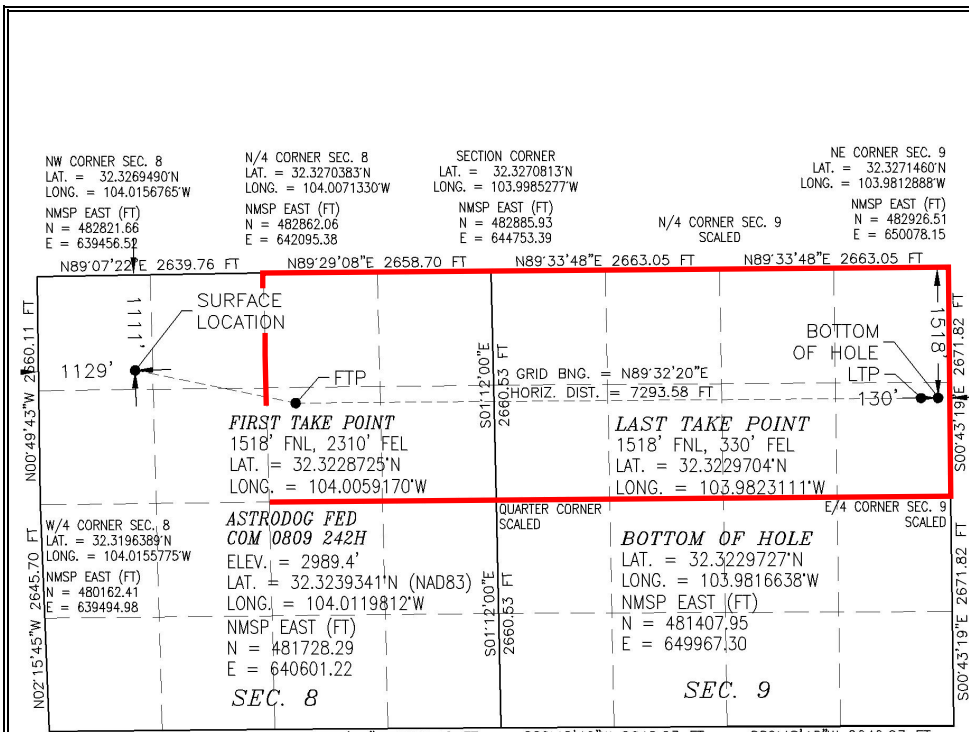 NW CORNER SEC. 8
LAT. = 32.3269490°N
LONG. = 104.0156765°W
NMSP EAST (FT)
N = 482821.66
E = 639456.52
N/4 CORNER SEC. 8
LAT. = 32.3270383°N
LONG. = 104.0071330°W
NMSP EAST (FT)
N = 482862.06
E = 642095.38
SECTION CORNER
LAT. = 32.3270813°N
LONG. = 103.9985277°W
NMSP EAST (FT)
N = 482885.93
E = 644753.39
N/4 CORNER SEC. 9
SCALED
NE CORNER SEC. 9
LAT. = 32.3271460°N
LONG. = 103.9812888°W
NMSP EAST (FT)
N = 482926.51
E = 650078.15
N89°07'22"E 2639.76 FT
N89°29'08"E 2658.70 FT
N89°33'48"E 2663.05 FT
N89°33'48"E 2663.05 FT
N00°49'43"W 2660.11 FT
1111'
SURFACE
LOCATION
1129'
FTP
S01°12'00"E
2660.53 FT
GRID BNG. = N89°32'20"E
HORIZ. DIST. = 7293.58 FT
BOTTOM
OF HOLE
LTP
130'
1518'
S00°43'19"E 2671.82 FT
FIRST TAKE POINT
1518' FNL, 2310' FEL
LAT. = 32.3228725°N
LONG. = 104.0059170°W
LAST TAKE POINT
1518' FNL, 330' FEL
LAT. = 32.3229704°N
LONG. = 103.9823111°W
W/4 CORNER SEC. 8
LAT. = 32.3196389°N
LONG. = 104.0155775°W
NMSP EAST (FT)
N = 480162.41
E = 639494.98
N02°15'45"W 2645.70 FT
ASTRODOG FED
COM 0809 242H
ELEV. = 2989.4'
LAT. = 32.3239341°N (NAD83)
LONG. = 104.0119812°W
NMSP EAST (FT)
N = 481728.29
E = 640601.22
SEC. 8
QUARTER CORNER
SCALED
S01°12'00"E
2660.53 FT
E/4 CORNER SEC. 9
SCALED
BOTTOM OF HOLE
LAT. = 32.3229727°N
LONG. = 103.9816638°W
NMSP EAST (FT)
N = 481407.95
E = 649967.30
SEC. 9
S00°43'19"E 2671.82 FT